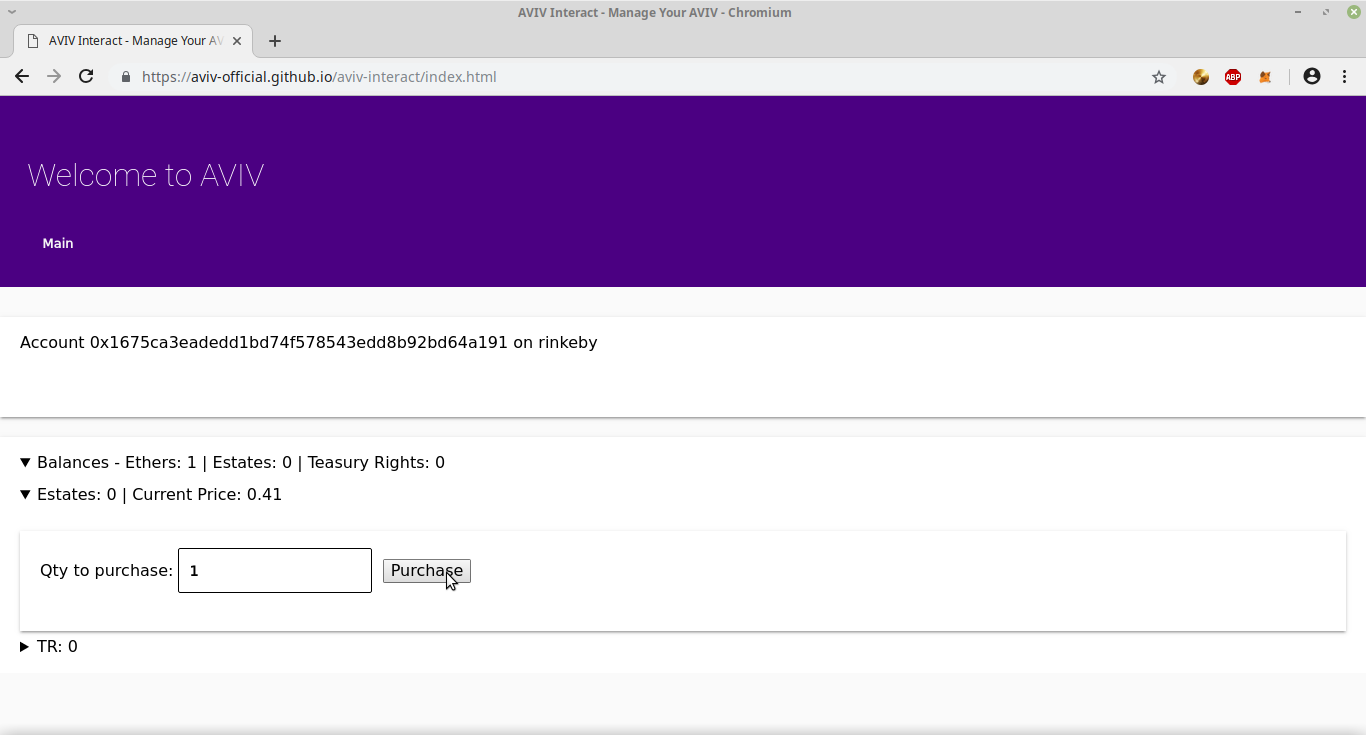 AVIV Interact - Manage Your AVIV - Chromium
AVIV Interact - Manage Your AV
https://aviv-official.github.io/aviv-interact/index.html
ABP
Welcome to AVIV
Main
Account 0x1675ca3eadedd1bd74f578543edd8b92bd64a191 on rinkeby
Balances - Ethers: 1 | Estates: 0 | Teasury Rights: 0
Estates: 0 | Current Price: 0.41
Qty to purchase: 1 Purchase
TR: 0